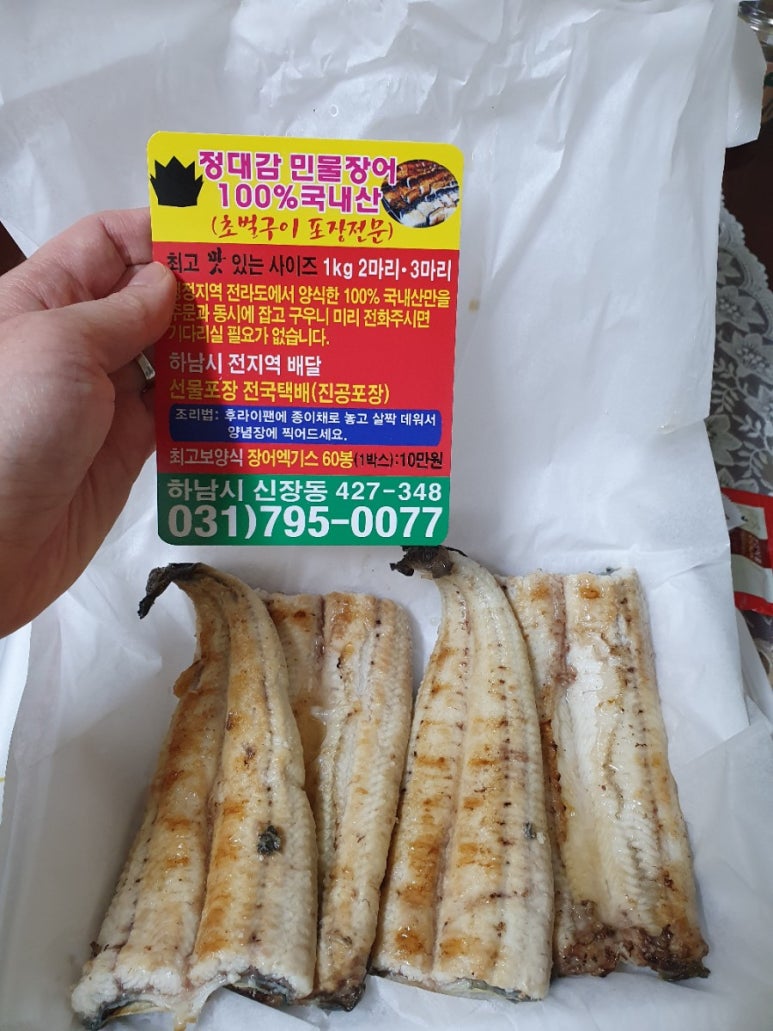 정대감 민물장어
100%국내산
(초벌구이 포장전문)
최고 맛 있는 사이즈 1kg 2마리·3마리
정지역 전라도에서 양식한 100% 국내산만을
주문과 동시에 잡고 구우니 미리 전화주시면
기다리실 필요가 없습니다.
하남시 전지역 배달
선물포장 전국택배(진공포장)
조리법: 후라이팬에 종이채로 놓고 살짝 데워서
양념장에 찍어드세요.
최고보양식 장어엑기스 60봉(1박스):10만원
하남시 신장동 427-348
031)795-0077